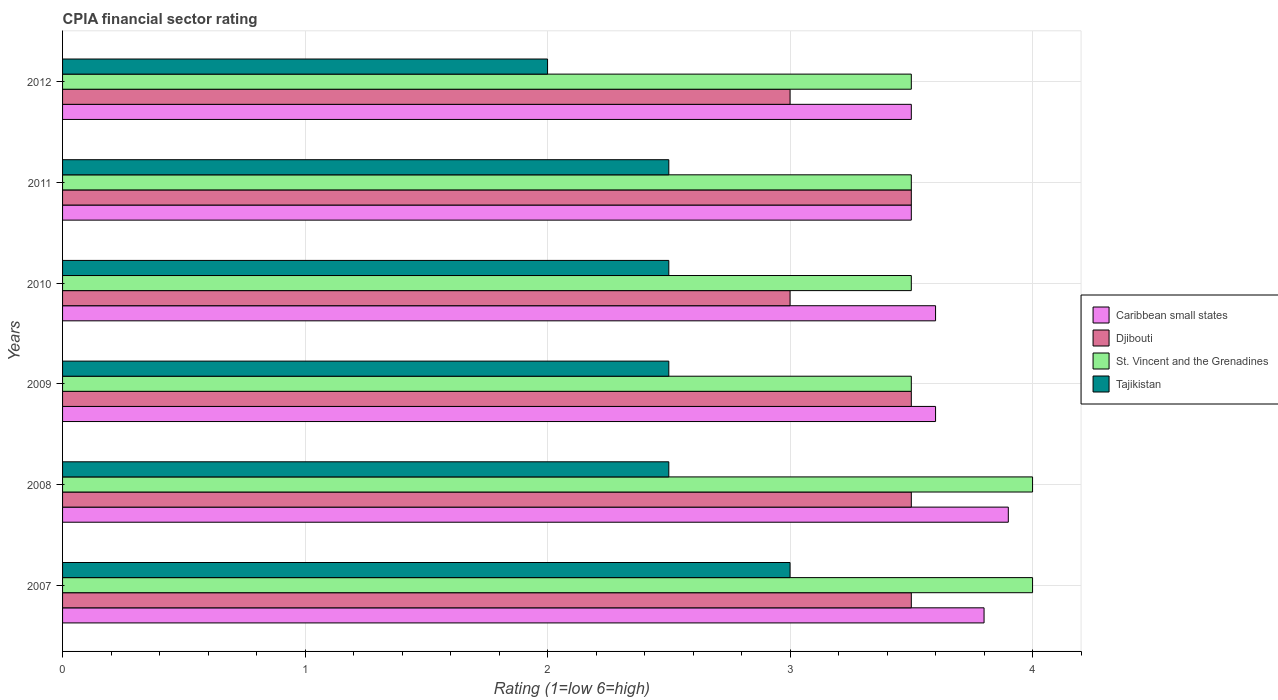 CPIA financial sector rating
2012
2011
2010
2009
2008
2007
Years
0
1
2
3
4
Rating (1=low 6=high)
Caribbean small states
Djibouti
St. Vincent and the Grenadines
Tajikistan